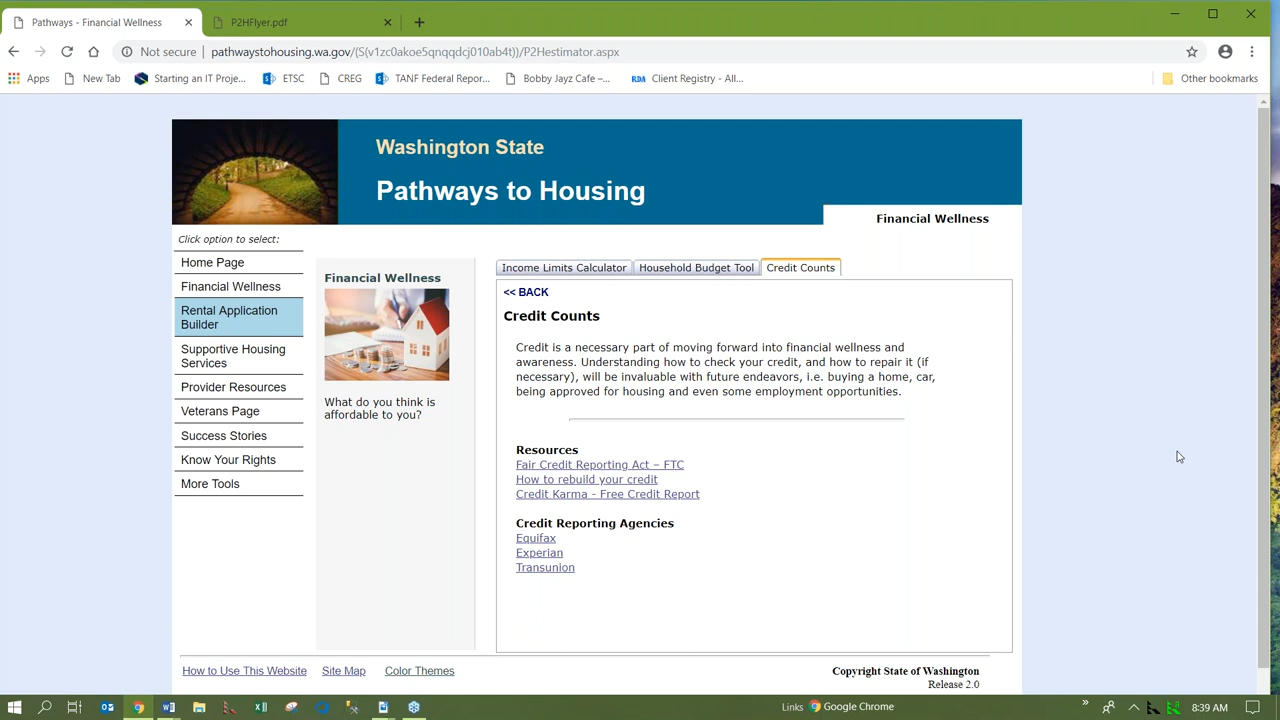 Pathways - Financial Wellness
P2HFlyer.pdf
Not secure | pathwaystohousing.wa.gov/(S(v1zc0akoe5qnqqdcj010ab4t))/P2Hestimator.aspx
Apps
New Tab
Starting an IT Proje...
ETSC
CREG
TANF Federal Repor...
Bobby Jayz Cafe –...
RDA Client Registry - All...
Other bookmarks
Washington State
Pathways to Housing
Financial Wellness
Click option to select:
Home Page
Financial Wellness
Rental Application
Builder
Supportive Housing
Services
Provider Resources
Veterans Page
Success Stories
Know Your Rights
More Tools
Financial Wellness
What do you think is
affordable to you?
Income Limits Calculator
Household Budget Tool
Credit Counts
<< BACK
Credit Counts
Credit is a necessary part of moving forward into financial wellness and
awareness. Understanding how to check your credit, and how to repair it (if
necessary), will be invaluable with future endeavors, i.e. buying a home, car,
being approved for housing and even some employment opportunities.
Resources
Fair Credit Reporting Act – FTC
How to rebuild your credit
Credit Karma - Free Credit Report
Credit Reporting Agencies
Equifax
Experian
Transunion
How to Use This Website
Site Map
Color Themes
Copyright State of Washington
Release 2.0
Links
Google Chrome
»
8:39 AM